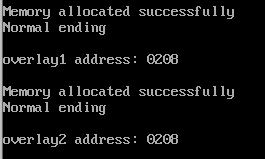 Memory allocated successfully
Normal ending
overlay1 address: 0208
Memory allocated successfully
Normal ending
overlay2 address: 0208